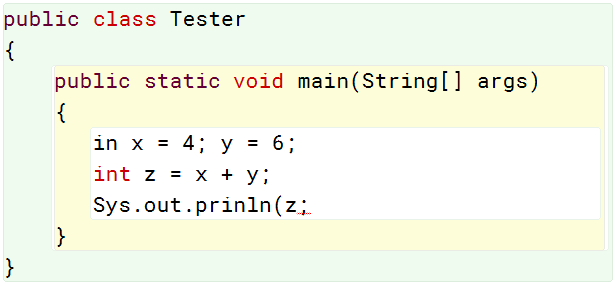 public class Tester
{
public static void main(String[] args)
{
in x = 4; y = 6;
int z = x + y;
Sys.out.prinln(z;
}
}